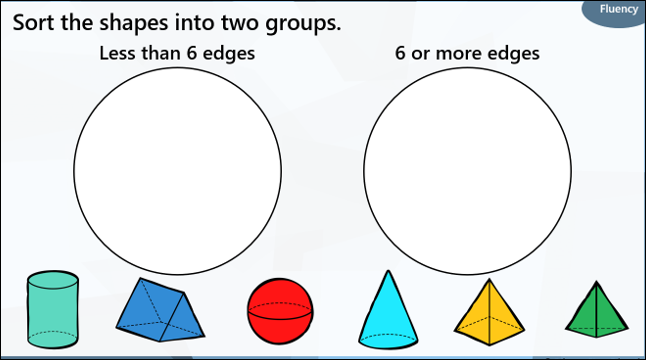 Fluency
Sort the shapes into two groups.
Less than 6 edges
6 or more edges